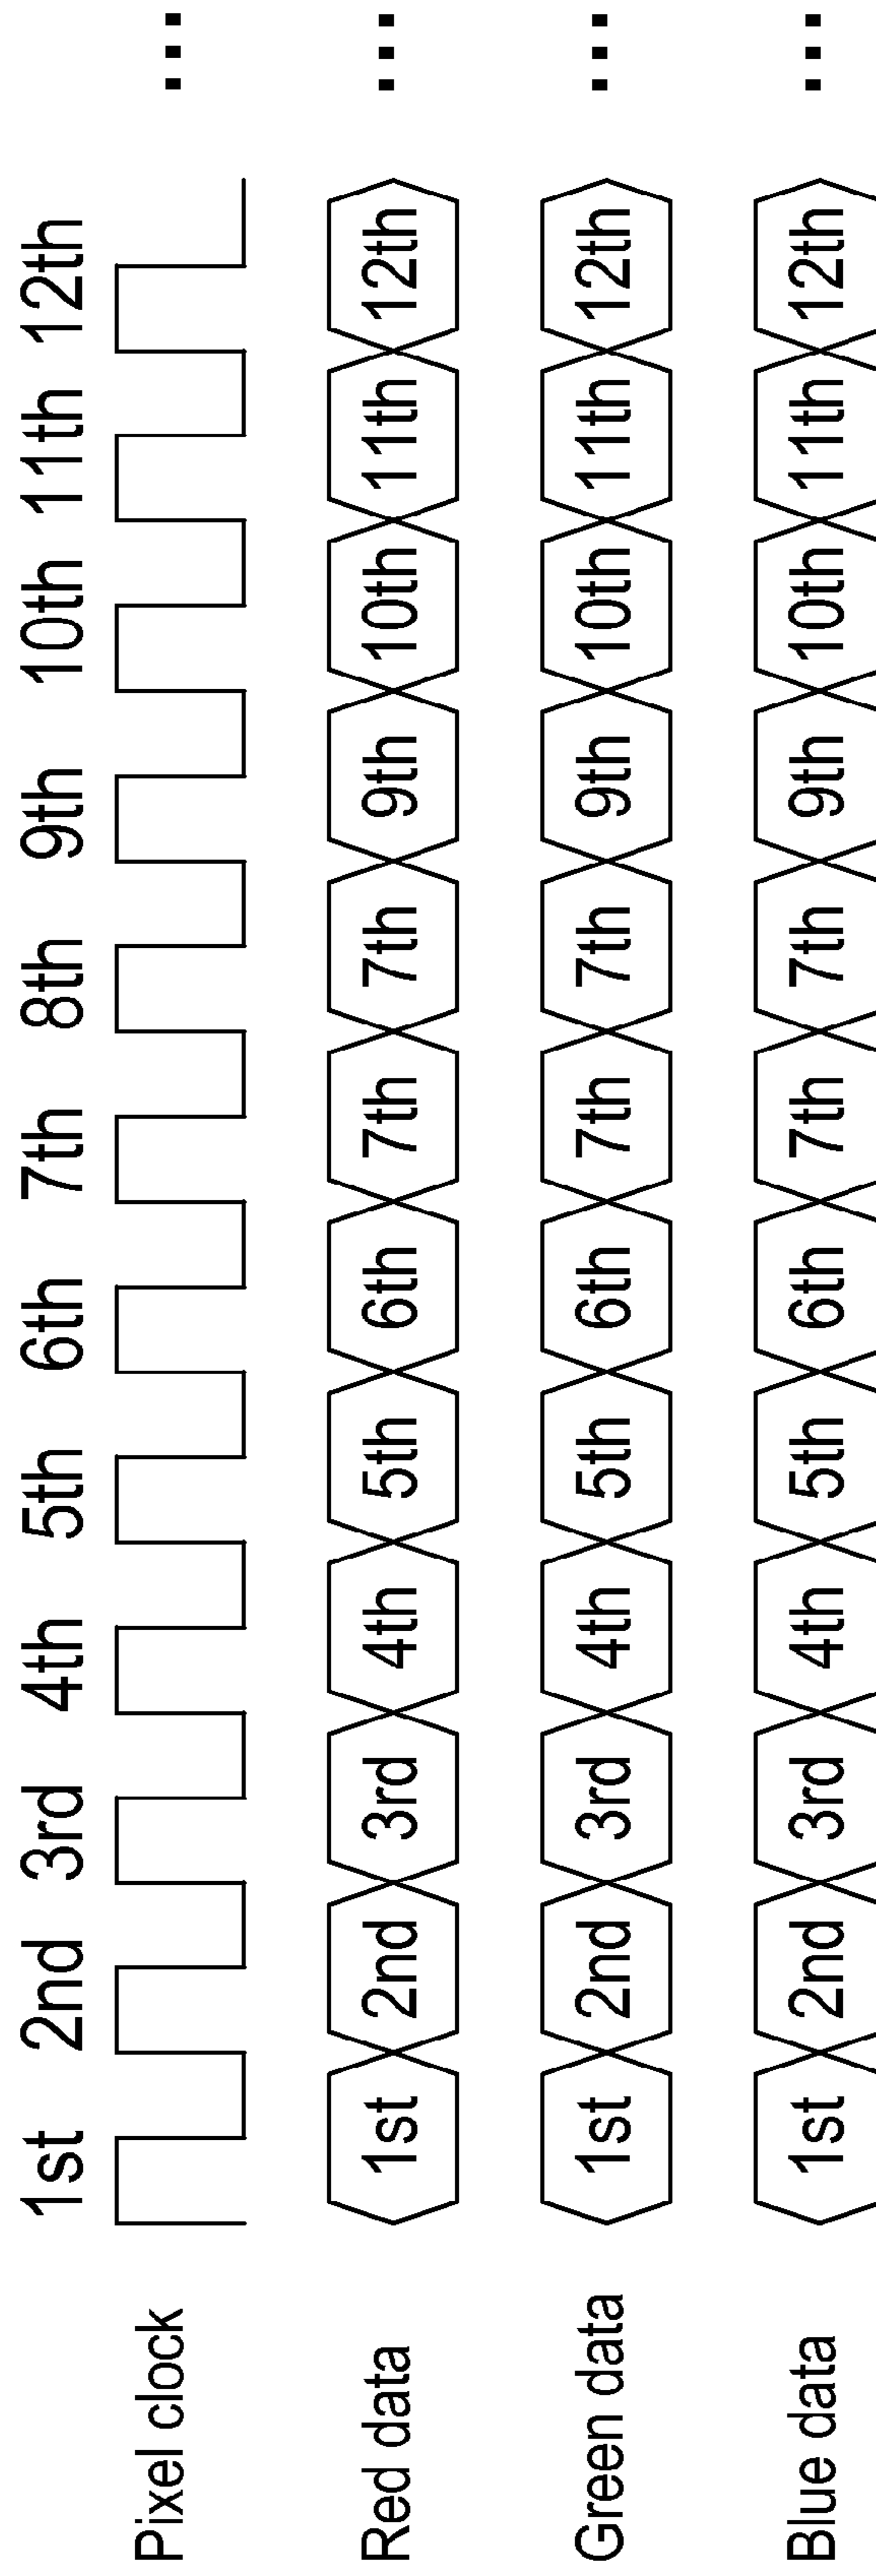 1st 2nd 3rd 4th 5th 6th 7th 8th 9th 10th 11th 12th
Pixel clock ...
Red data 1st 2nd 3rd 4th 5th 6th 7th 7th 9th 10th 11th 12th ...
Green data 1st 2nd 3rd 4th 5th 6th 7th 7th 9th 10th 11th 12th ...
Blue data 1st 2nd 3rd 4th 5th 6th 7th 7th 9th 10th 11th 12th ...